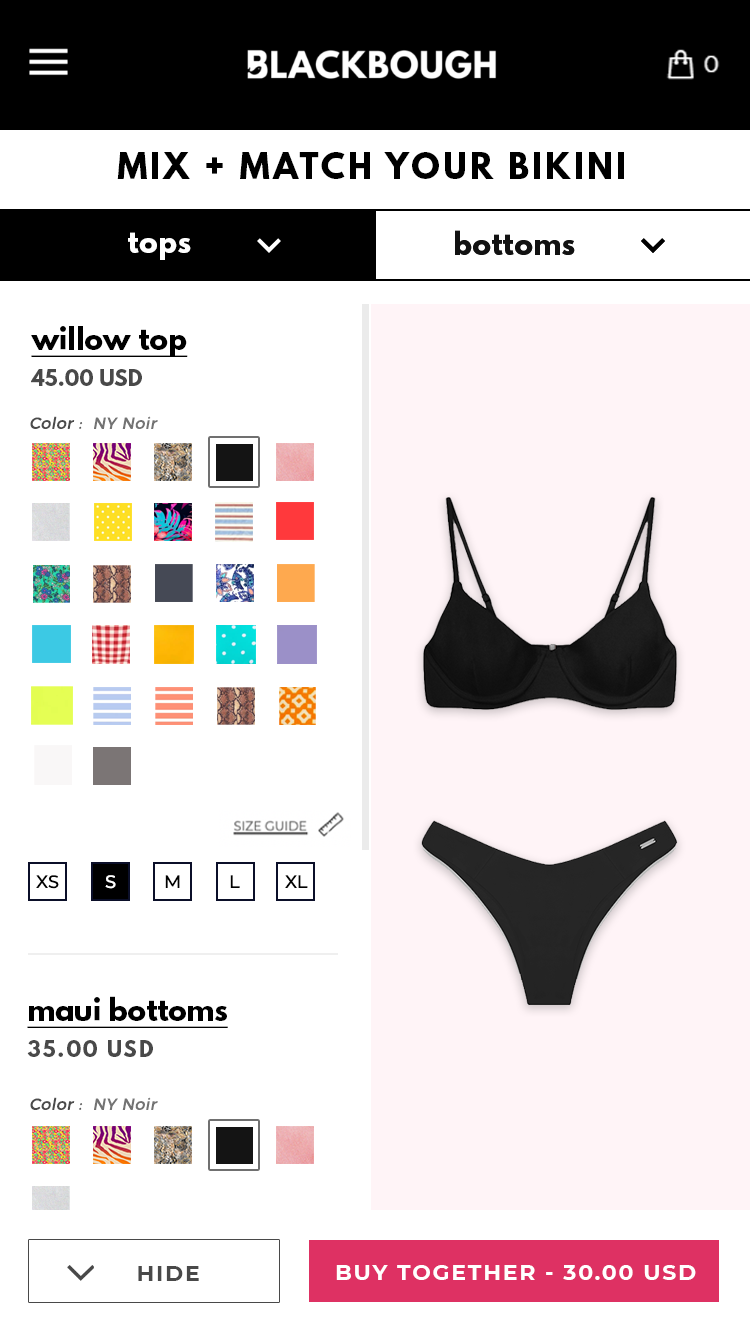 BLACKBOUGH
0
MIX + MATCH YOUR BIKINI
tops
bottoms
willow top
45.00 USD
Color : NY Noir
SIZE GUIDE
XS S M L XL
maui bottoms
35.00 USD
Color : NY Noir
HIDE
BUY TOGETHER - 30.00 USD